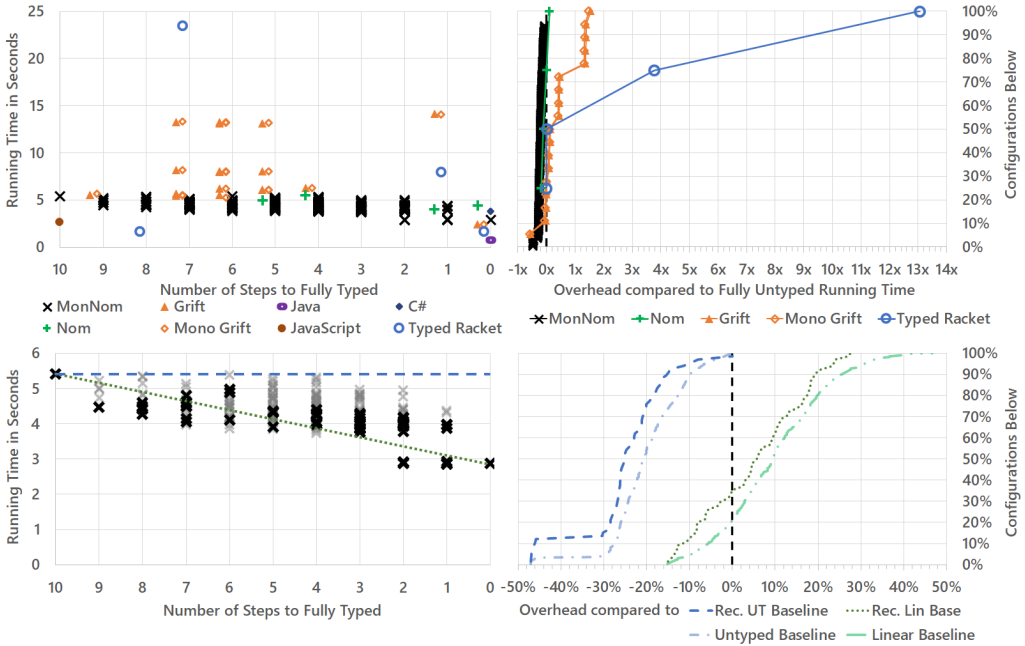 Running Time in Seconds
25
20
15
10
5
0
10 9 8 7 6 5 4 3 2 1 0
Number of Steps to Fully Typed
MonNom Grift Java C#
Nom Mono Grift JavaScript Typed Racket
100%
90%
80%
70%
60%
50%
40%
30%
20%
10%
0%
Configurations Below
-1x 0x 1x 2x 3x 4x 5x 6x 7x 8x 9x 10x 11x 12x 13x 14x
Overhead compared to Fully Untyped Running Time
MonNom Nom Grift Mono Grift Typed Racket
Running Time in Seconds
6
5
4
3
2
1
0
10 9 8 7 6 5 4 3 2 1 0
Number of Steps to Fully Typed
100%
90%
80%
70%
60%
50%
40%
30%
20%
10%
0%
Configurations Below
-50% -40% -30% -20% -10% 0% 10% 20% 30% 40% 50%
Overhead compared to Rec. UT Baseline Rec. Lin Base
Untyped Baseline Linear Baseline